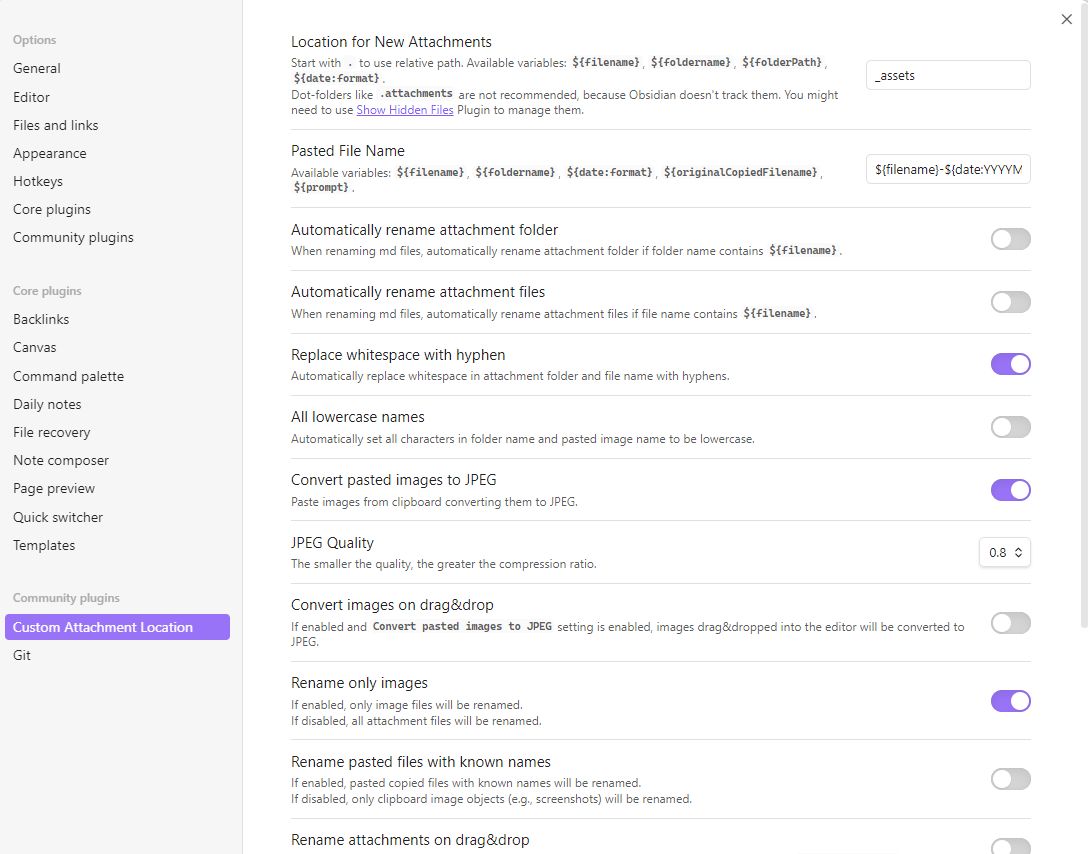 Options
General
Editor
Files and links
Appearance
Hotkeys
Core plugins
Community plugins
Core plugins
Backlinks
Canvas
Command palette
Daily notes
File recovery
Note composer
Page preview
Quick switcher
Templates
Community plugins
Custom Attachment Location
Git
Location for New Attachments
Start with . to use relative path. Available variables: ${filename}, ${foldername}, ${folderPath},
${date:format}.
Dot-folders like .attachments are not recommended, because Obsidian doesn't track them. You might
need to use Show Hidden Files Plugin to manage them.
_assets
Pasted File Name
Available variables: ${filename}, ${foldername}, ${date:format}, ${originalCopiedFilename},
${prompt}.
${filename}-${date:YYYYM
Automatically rename attachment folder
When renaming md files, automatically rename attachment folder if folder name contains ${filename}.
Automatically rename attachment files
When renaming md files, automatically rename attachment files if file name contains ${filename}.
Replace whitespace with hyphen
Automatically replace whitespace in attachment folder and file name with hyphens.
All lowercase names
Automatically set all characters in folder name and pasted image name to be lowercase.
Convert pasted images to JPEG
Paste images from clipboard converting them to JPEG.
JPEG Quality
The smaller the quality, the greater the compression ratio.
0.8
Convert images on drag&drop
If enabled and Convert pasted images to JPEG setting is enabled, images drag&dropped into the editor will be converted to
JPEG.
Rename only images
If enabled, only image files will be renamed.
If disabled, all attachment files will be renamed.
Rename pasted files with known names
If enabled, pasted copied files with known names will be renamed.
If disabled, only clipboard image objects (e.g., screenshots) will be renamed.
Rename attachments on drag&drop